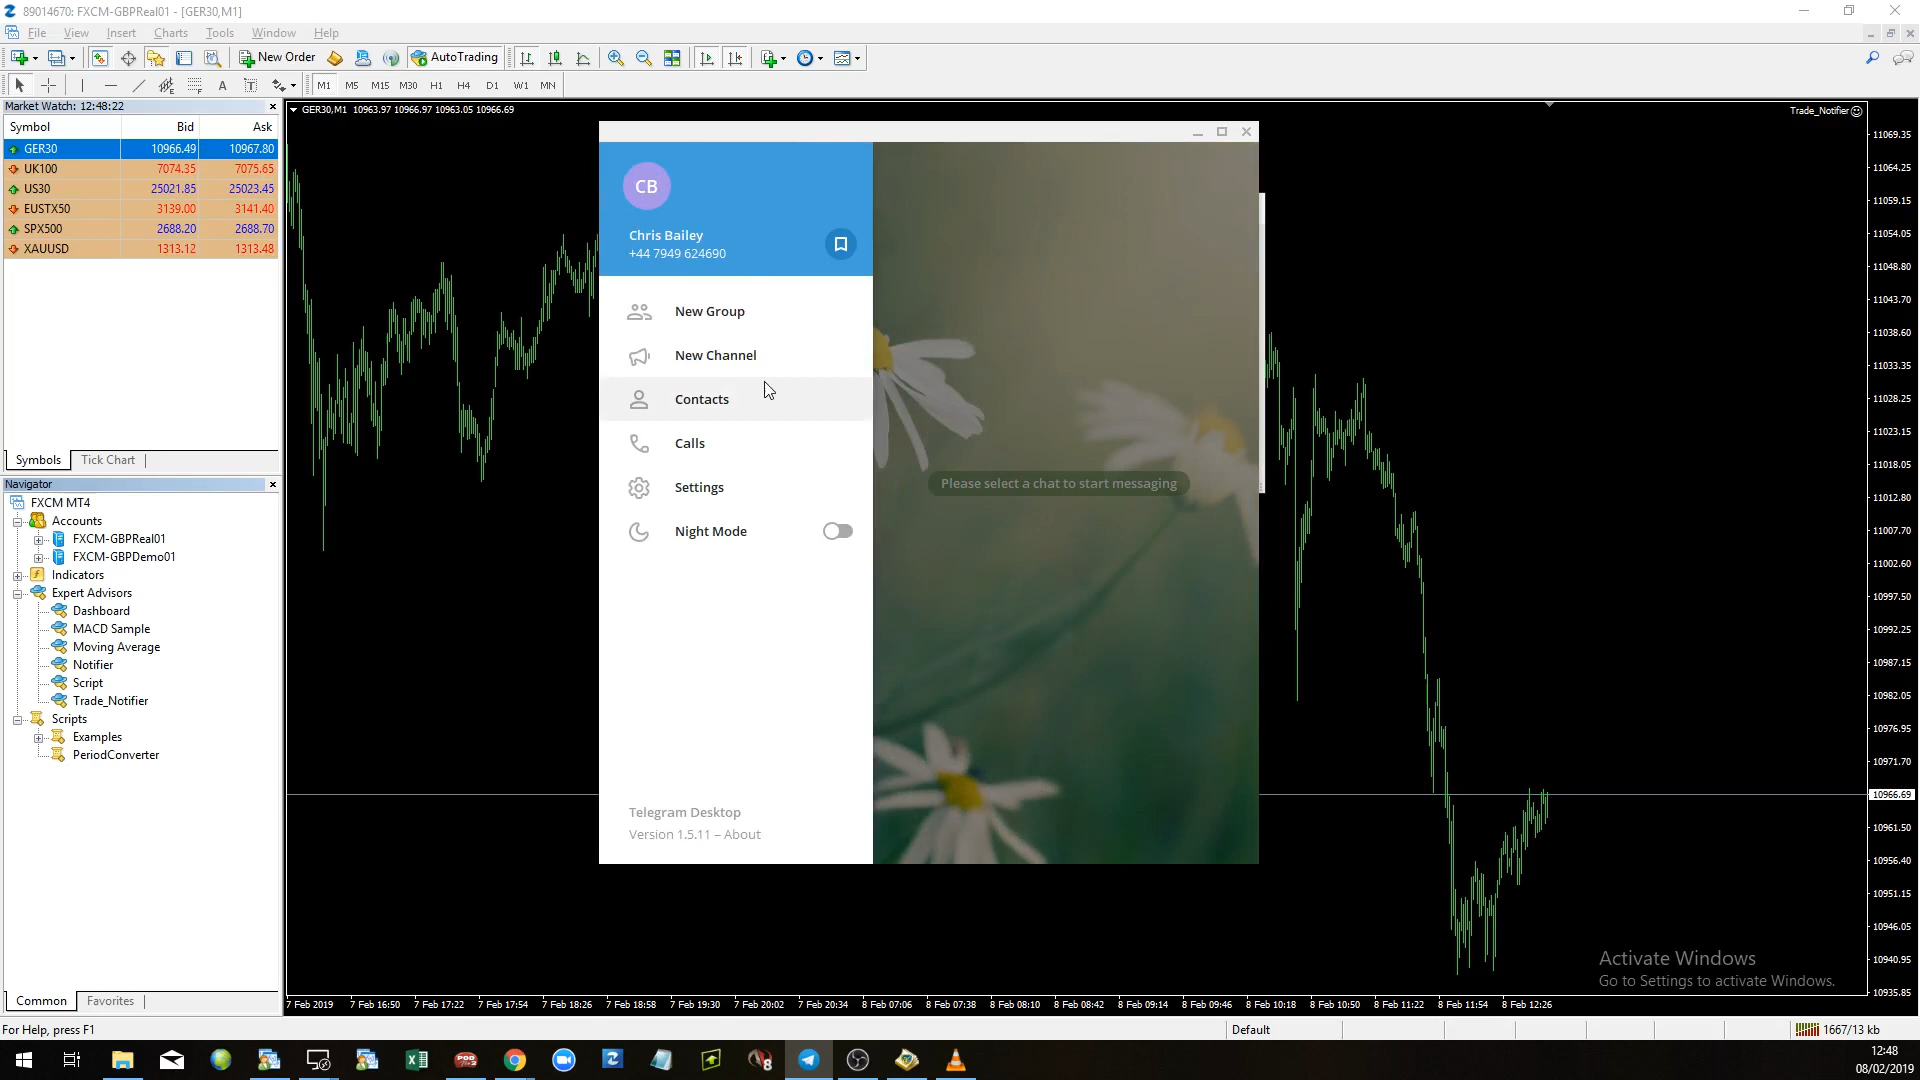 89014670: FXCM-GBPReal01 - [GER30,M1]
File View Insert Charts Tools Window Help
New Order AutoTrading
A T M1 M5 M15 M30 H1 H4 D1 W1 MN
Market Watch: 12:48:22
Symbol Bid Ask
GER30 10966.49 10967.80
UK100 7074.35 7075.65
US30 25021.85 25023.45
EUSTX50 3139.00 3141.40
SPX500 2688.20 2688.70
XAUUSD 1313.12 1313.48
Symbols Tick Chart
Navigator
FXCM MT4
Accounts
FXCM-GBPReal01
FXCM-GBPDemo01
Indicators
Expert Advisors
Dashboard
MACD Sample
Moving Average
Notifier
Script
Trade_Notifier
Scripts
Examples
PeriodConverter
Common Favorites
GER30,M1 10963.97 10966.97 10963.05 10966.69
Trade_Notifier
CB
Chris Bailey
+44 7949 624690
New Group
New Channel
Contacts
Calls
Settings
Night Mode
Telegram Desktop
Version 1.5.11 – About
Please select a chat to start messaging
11069.35
11064.25
11059.15
11054.05
11048.80
11043.70
11038.60
11033.35
11028.25
11023.15
11018.05
11012.80
11007.70
11002.60
10997.50
10992.25
10987.15
10982.05
10976.95
10971.70
10966.69
10961.50
10956.40
10951.15
10946.05
10940.95
10935.85
Activate Windows
Go to Settings to activate Windows.
7 Feb 2019 7 Feb 16:50 7 Feb 17:22 7 Feb 17:54 7 Feb 18:26 7 Feb 18:58 7 Feb 19:30 7 Feb 20:02 7 Feb 20:34 8 Feb 07:06 8 Feb 07:38 8 Feb 08:10 8 Feb 08:42 8 Feb 09:14 8 Feb 09:46 8 Feb 10:18 8 Feb 10:50 8 Feb 11:22 8 Feb 11:54 8 Feb 12:26
For Help, press F1
Default
1667/13 kb
12:48
08/02/2019